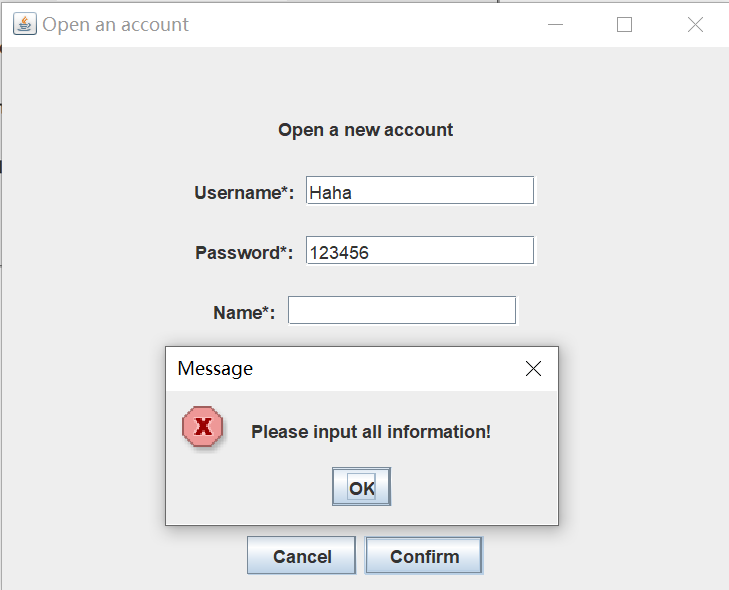 Open an account
Open a new account
Username*: Haha
Password*: 123456
Name*:
Message
X
Please input all information!
OK
Cancel Confirm